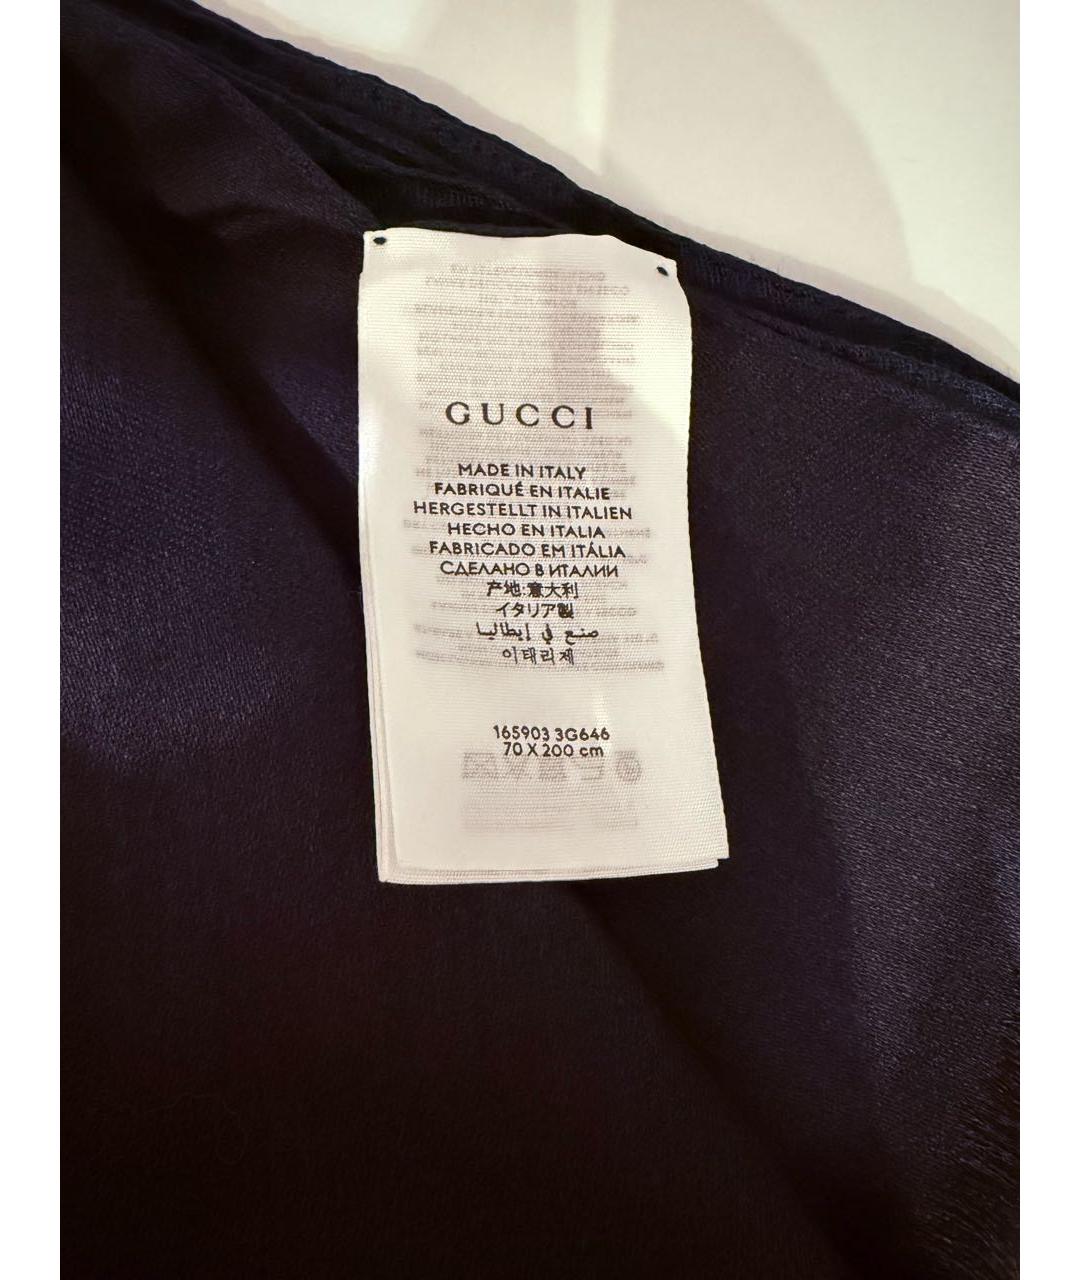 GUCCI
MADE IN ITALY
FABRIQUÉ EN ITALIE
HERGESTELLT IN ITALIEN
HECHO EN ITALIA
FABRICADO EM ITÁLIA
СДЕЛАНО В ИТАЛИИ
产地:意大利
イタリア製
صنع في إيطاليا
이태리제
165903 3G646
70 X 200 cm